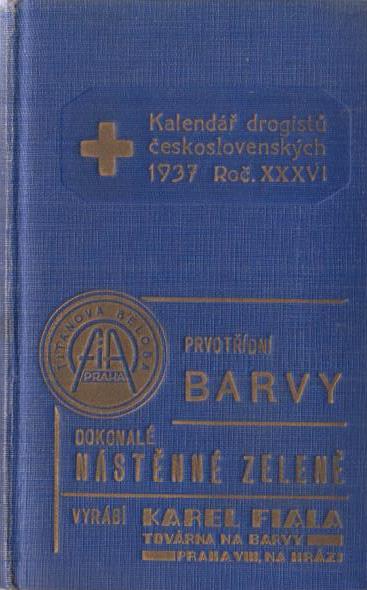 Kalendář drogistů
československých
1937 Roč. XXXVI
TITANOVÁ BĚLOBA
PRAHA
PRVOTŘÍDNÍ
BARVY
DOKONALÉ
NÁSTĚNNÉ ZELENĚ
VYRÁBÍ KAREL FIALA
TOVÁRNA NA BARVY
PRAHA VIII, NA HRÁZI